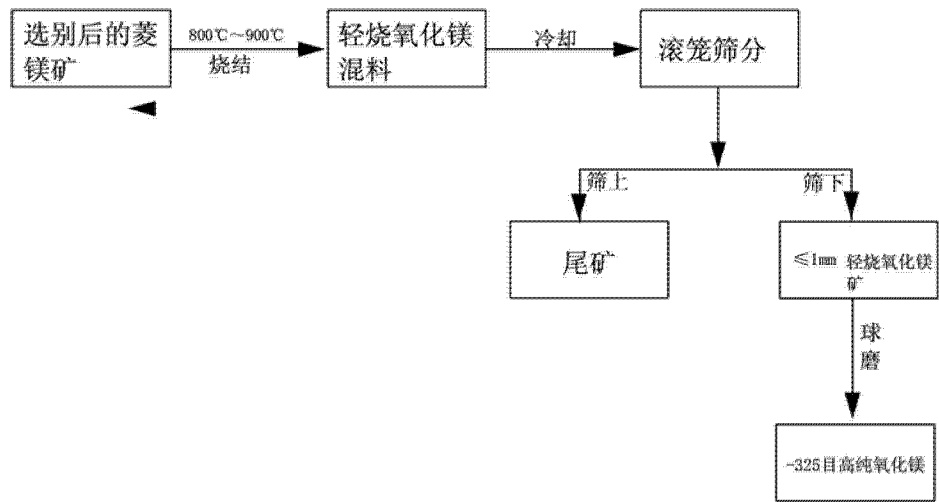 选别后的菱
镁矿
800℃～900℃
烧结
轻烧氧化镁
混料
冷却
滚笼筛分
筛上
筛下
尾矿
≤1mm 轻烧氧化镁
矿
球
磨
-325目高纯氧化镁